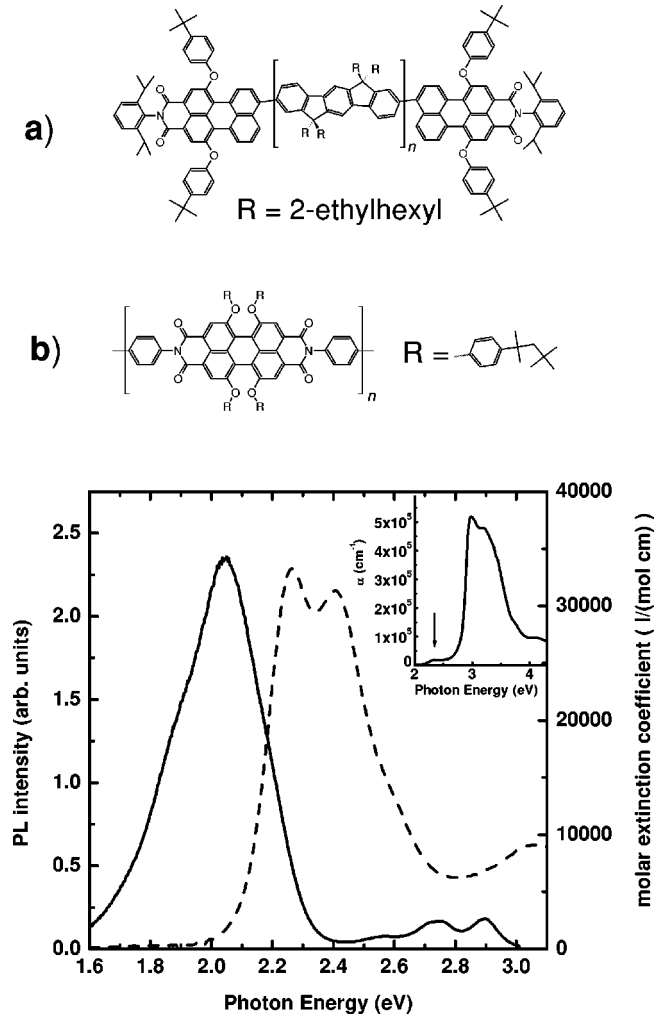 a)
O
O
R
R
O
N
O
n
O
N
O
R
R
O
O
R = 2-ethylhexyl
b)
R
R
O
O
O
O
N
N
n
O
O
O
O
R
R
R =
2.5
2.0
1.5
1.0
0.5
0.0
PL intensity (arb. units)
1.6
1.8
2.0
2.2
2.4
2.6
2.8
3.0
Photon Energy (eV)
40000
30000
20000
10000
0
molar extinction coefficient ( l/(mol cm) )
5x10⁵
4x10⁵
3x10⁵
2x10⁵
1x10⁵
0
α (cm⁻¹)
2
3
4
Photon Energy (eV)